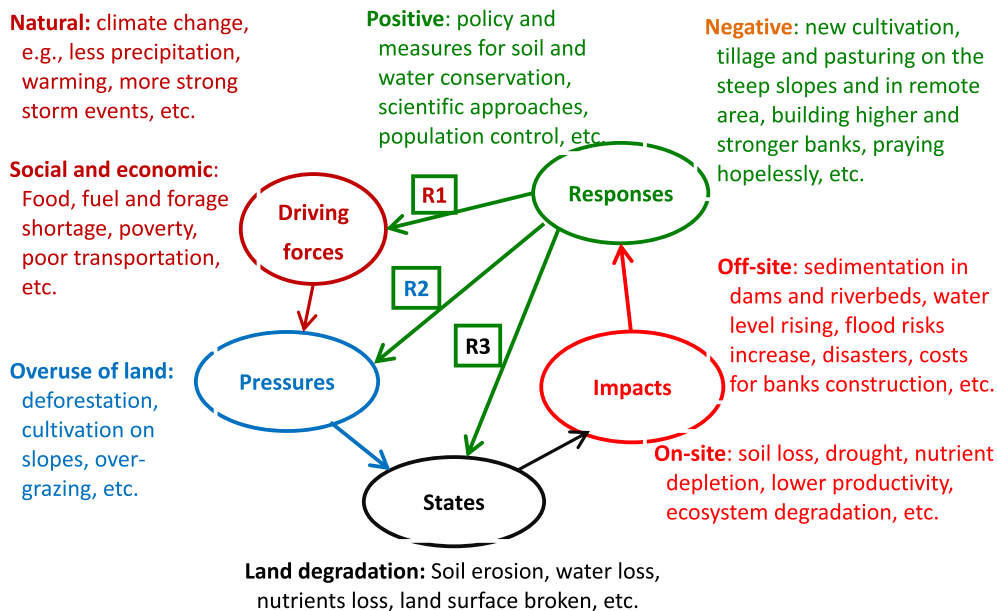 Natural: climate change,
e.g., less precipitation,
warming, more strong
storm events, etc.
Positive: policy and
measures for soil and
water conservation,
scientific approaches,
population control, etc.
Negative: new cultivation,
tillage and pasturing on the
steep slopes and in remote
area, building higher and
stronger banks, praying
hopelessly, etc.
Social and economic:
Food, fuel and forage
shortage, poverty,
poor transportation,
etc.
Driving
forces
R1
Responses
R2
R3
Off-site: sedimentation in
dams and riverbeds, water
level rising, flood risks
increase, disasters, costs
for banks construction, etc.
Overuse of land:
deforestation,
cultivation on
slopes, over-
grazing, etc.
Pressures
Impacts
On-site: soil loss, drought, nutrient
depletion, lower productivity,
ecosystem degradation, etc.
States
Land degradation: Soil erosion, water loss,
nutrients loss, land surface broken, etc.